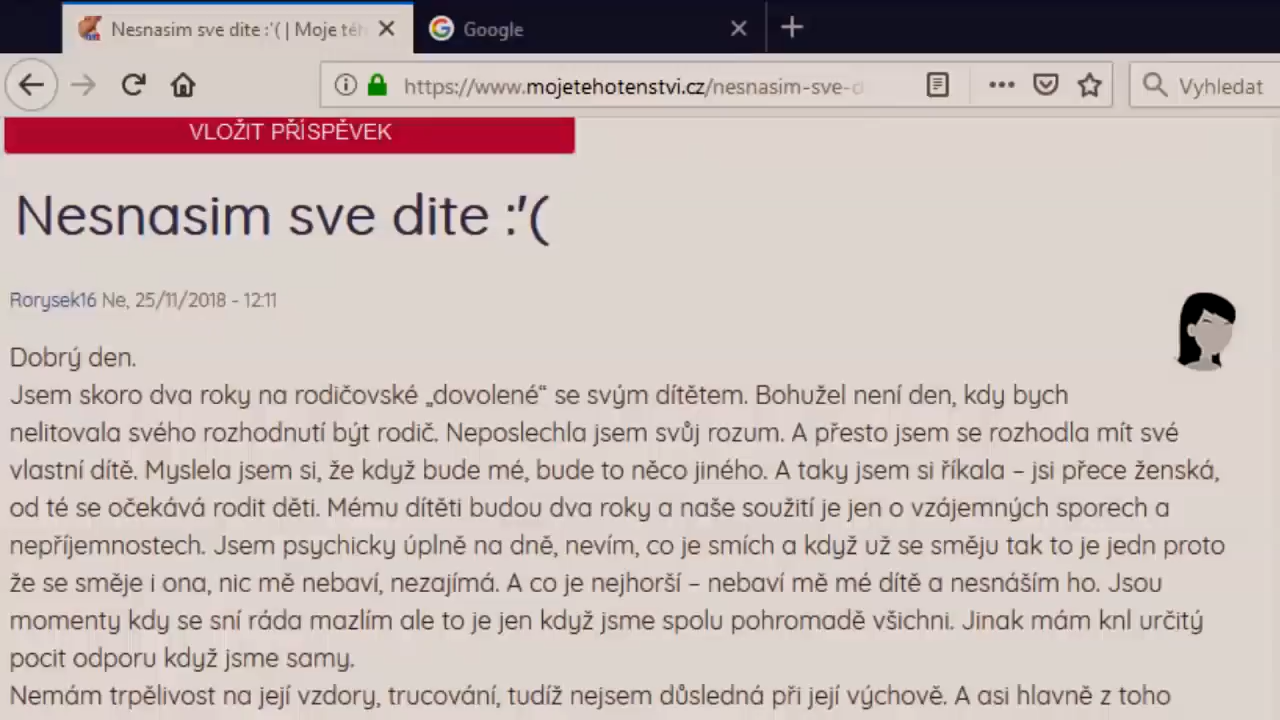 Nesnasim sve dite :'( | Moje těh
Google
https://www.mojetehotenstvi.cz/nesnasim-sve-d
Vyhledat
VLOŽIT PŘÍSPĚVEK
Nesnasim sve dite :'(
Rorysek16 Ne, 25/11/2018 - 12:11
Dobrý den.
Jsem skoro dva roky na rodičovské „dovolené“ se svým dítětem. Bohužel není den, kdy bych
nelitovala svého rozhodnutí být rodič. Neposlechla jsem svůj rozum. A přesto jsem se rozhodla mít své
vlastní dítě. Myslela jsem si, že když bude mé, bude to něco jiného. A taky jsem si říkala – jsi přece ženská,
od té se očekává rodit děti. Mému dítěti budou dva roky a naše soužití je jen o vzájemných sporech a
nepříjemnostech. Jsem psychicky úplně na dně, nevím, co je smích a když už se směju tak to je jedn proto
že se směje i ona, nic mě nebaví, nezajímá. A co je nejhorší – nebaví mě mé dítě a nesnáším ho. Jsou
momenty kdy se sní ráda mazlím ale to je jen když jsme spolu pohromadě všichni. Jinak mám knl určitý
pocit odporu když jsme samy.
Nemám trpělivost na její vzdory, trucování, tudíž nejsem důsledná při její výchově. A asi hlavně z toho